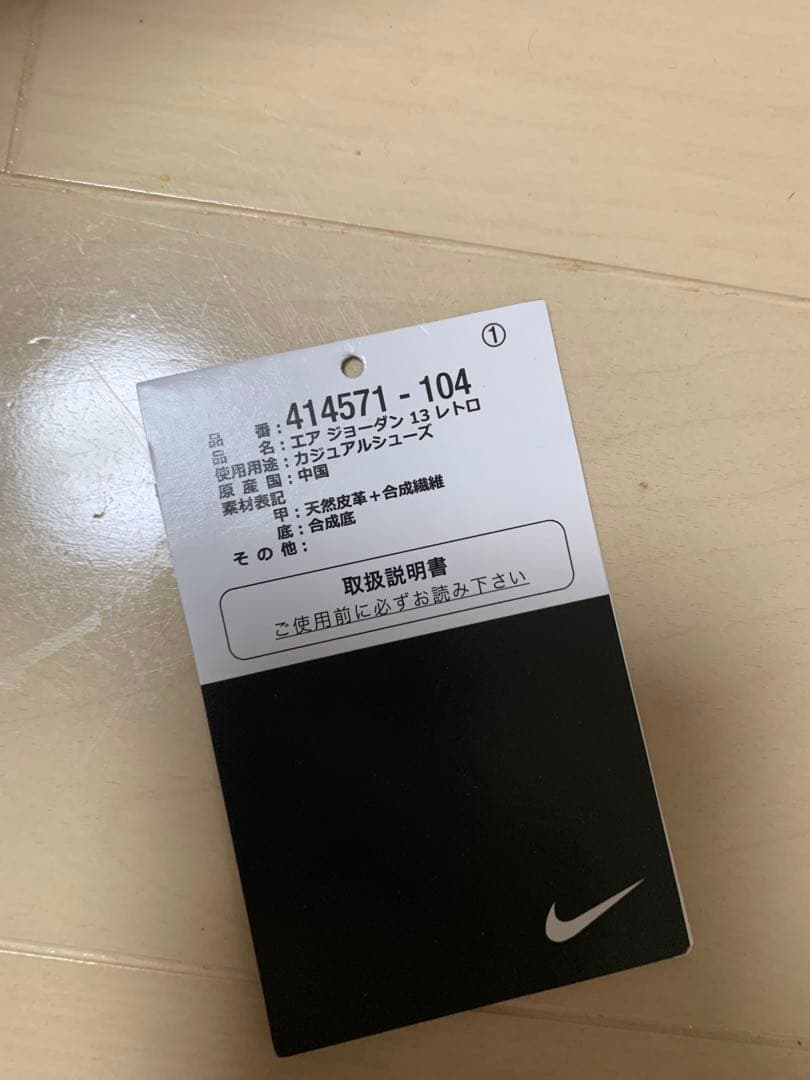 ①
品番：414571 - 104
品名：エア ジョーダン 13 レトロ
使用用途：カジュアルシューズ
原産国：中国
素材表記
甲：天然皮革＋合成繊維
底：合成底
その他：
取扱説明書
ご使用前に必ずお読み下さい